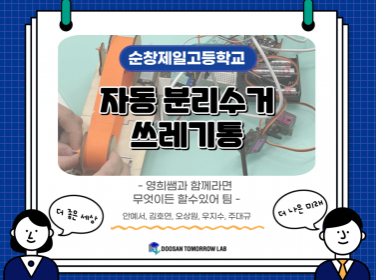 순창제일고등학교
자동 분리수거
쓰레기통
- 영희쌤과 함께라면
무엇이든 할수있어 팀 -
안예서, 김호연, 오상원, 우지수, 주대규
더 좋은 세상
더 나은 미래
DOOSAN TOMORROW LAB